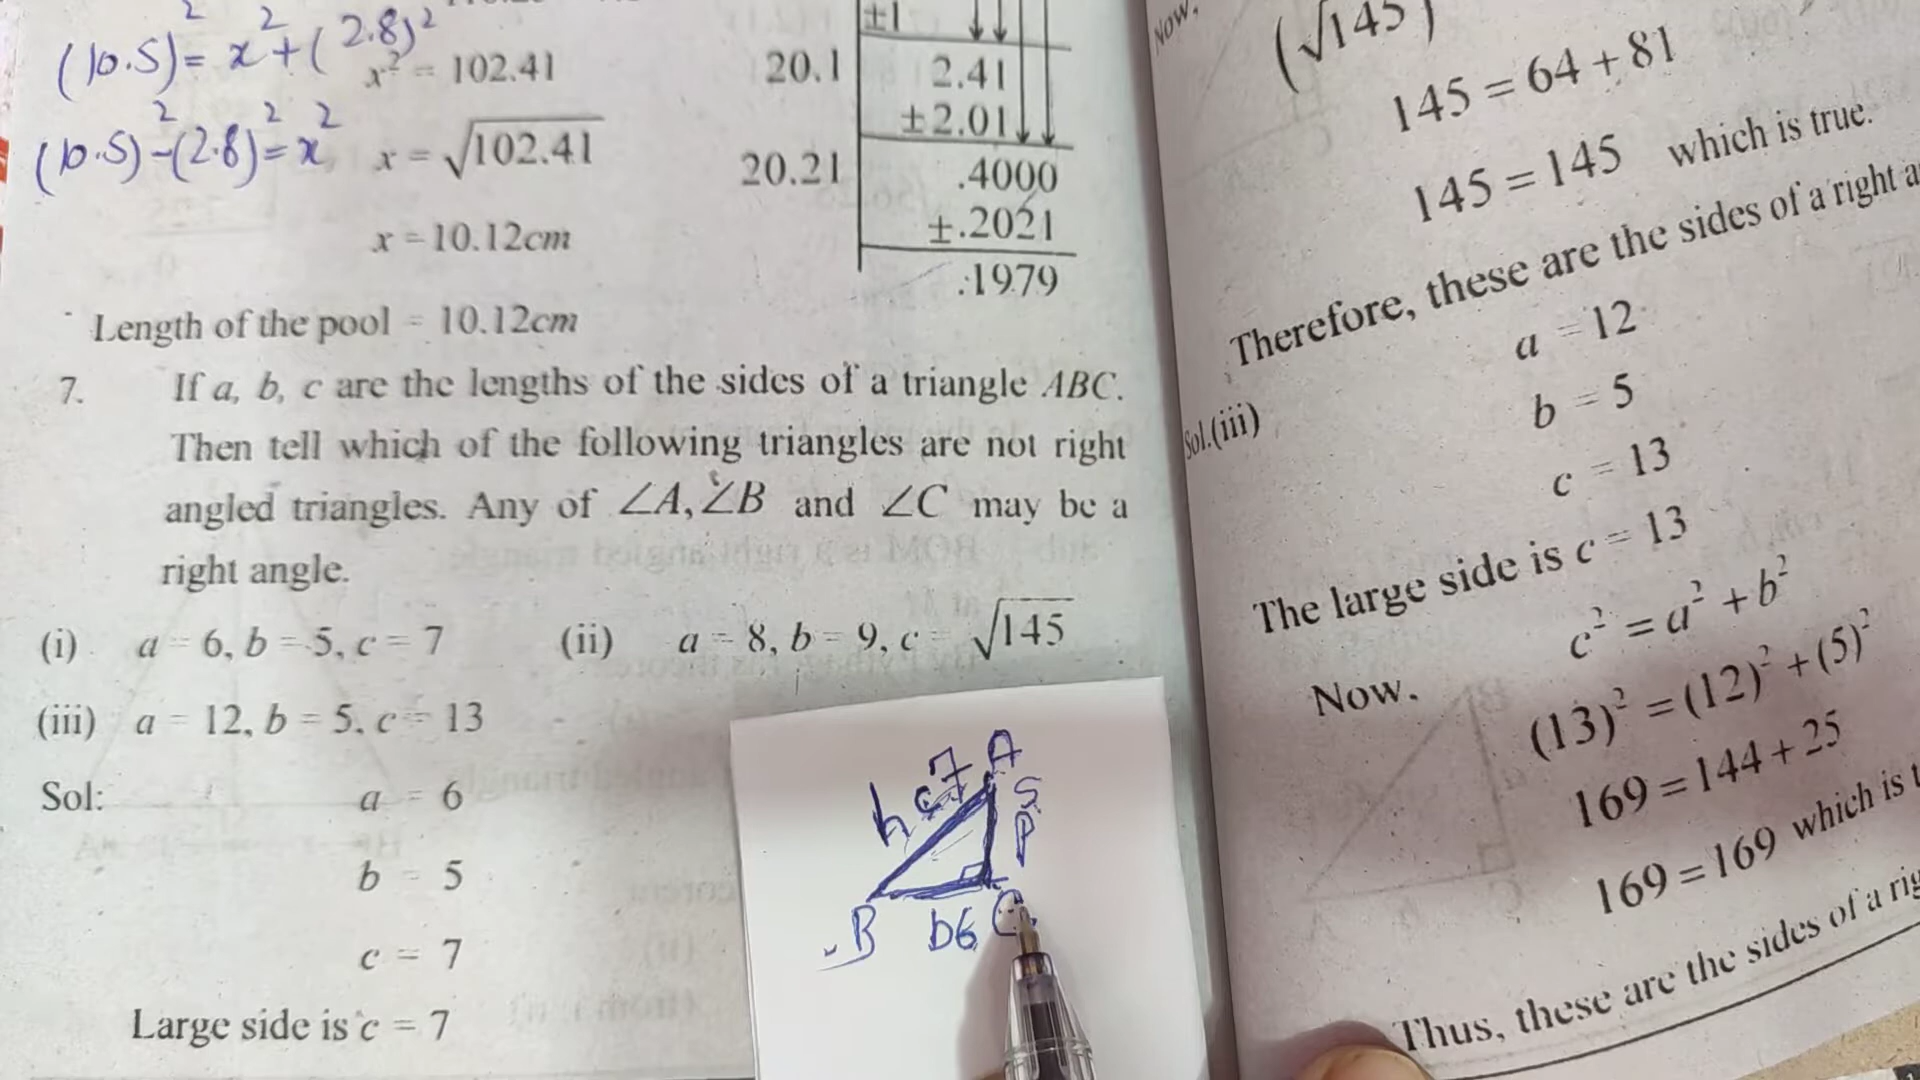 (10.5)² = x² + (2.8)²
x² = 102.41
(10.5)² - (2.8)² = x²
x = √102.41
x = 10.12cm
±1
20.1 2.41
±2.01
20.21 .4000
±.2021
.1979
Length of the pool = 10.12cm
7. If a, b, c are the lengths of the sides of a triangle ABC.
Then tell which of the following triangles are not right
angled triangles. Any of ∠A, ∠B and ∠C may be a
right angle.
(i) a = 6, b = 5, c = 7 (ii) a = 8, b = 9, c = √145
(iii) a = 12, b = 5, c = 13
Sol: a = 6
b = 5
c = 7
Large side is c = 7
A
h c 7
5
P
B b6 C
Now,
(√145)
145 = 64 + 81
145 = 145 which is true.
Therefore, these are the sides of a right
Sol.(iii) a = 12
b = 5
c = 13
The large side is c = 13
c² = a² + b²
Now, (13)² = (12)² + (5)²
169 = 144 + 25
169 = 169 which is
Thus, these are the sides of a